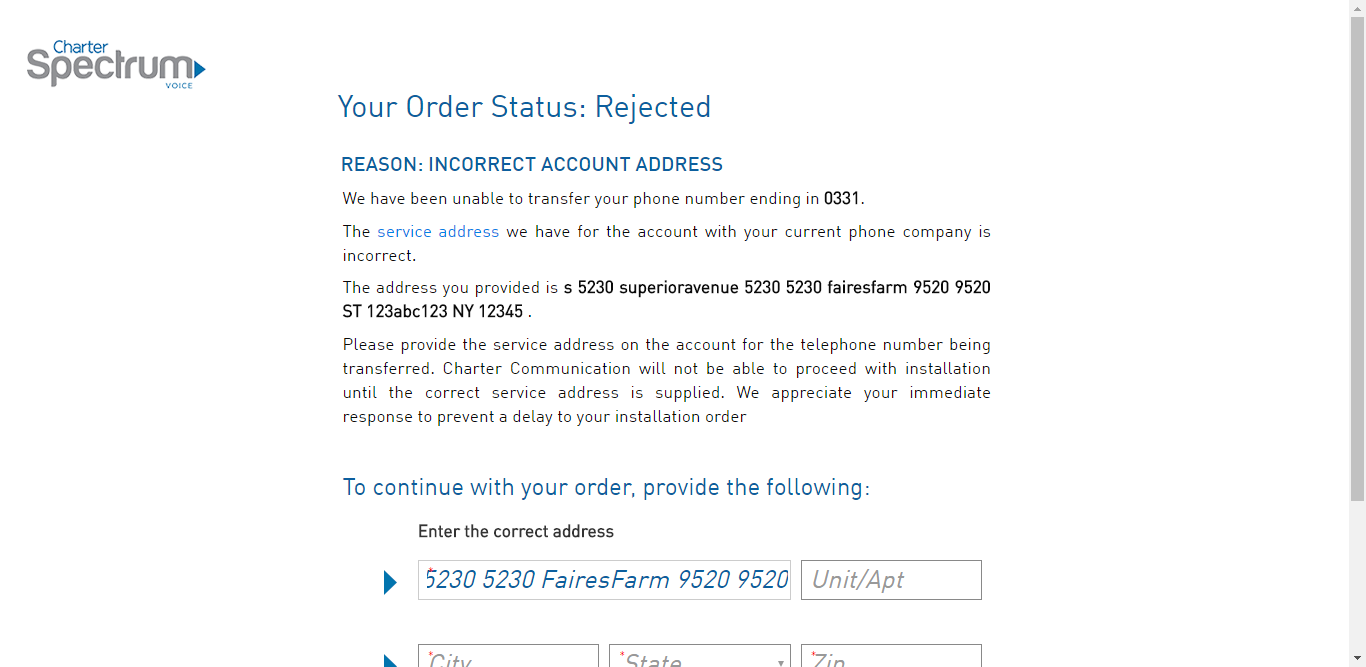 Charter
Spectrum
VOICE
Your Order Status: Rejected
REASON: INCORRECT ACCOUNT ADDRESS
We have been unable to transfer your phone number ending in 0331.
The service address we have for the account with your current phone company is
incorrect.
The address you provided is s 5230 superioravenue 5230 5230 fairesfarm 9520 9520
ST 123abc123 NY 12345 .
Please provide the service address on the account for the telephone number being
transferred. Charter Communication will not be able to proceed with installation
until the correct service address is supplied. We appreciate your immediate
response to prevent a delay to your installation order
To continue with your order, provide the following:
Enter the correct address
*5230 5230 FairesFarm 9520 9520 Unit/Apt
*City *State *Zip